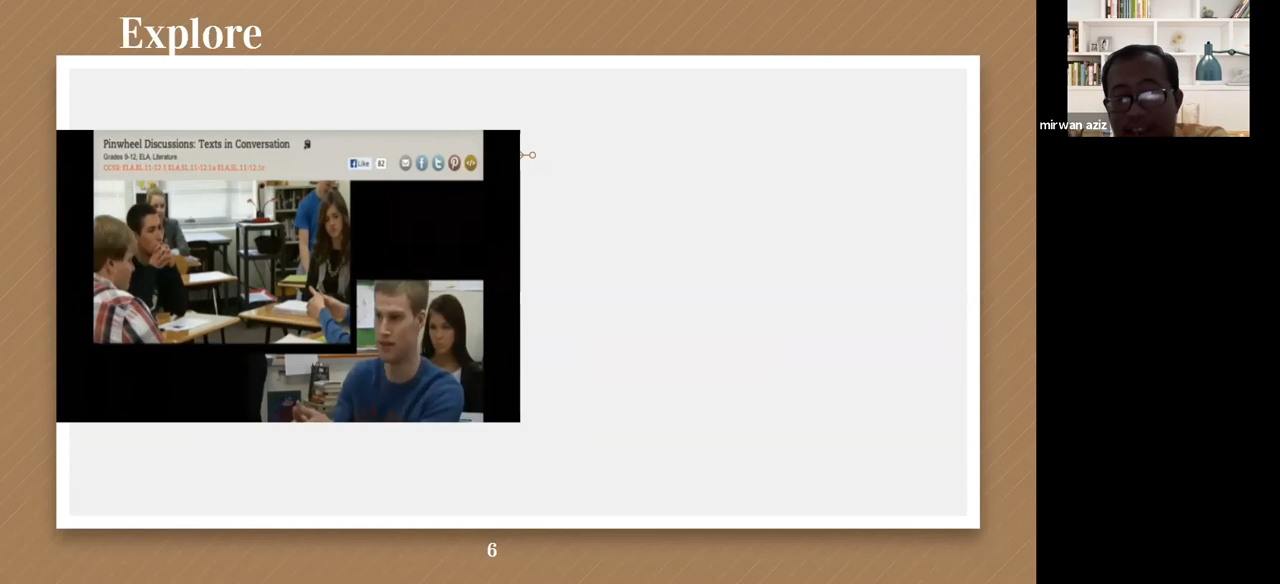 Explore
Pinwheel Discussions: Texts in Conversation
Grades 9-12, ELA, Literature
Like 82
mirwan aziz
6